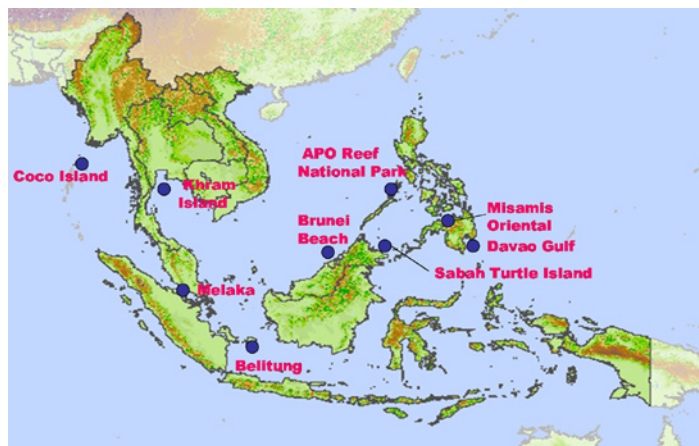 APO Reef
National Park
Coco Island
Khram
Island
Misamis
Oriental
Brunei
Beach
Davao Gulf
Sabah Turtle Island
Melaka
Belitung